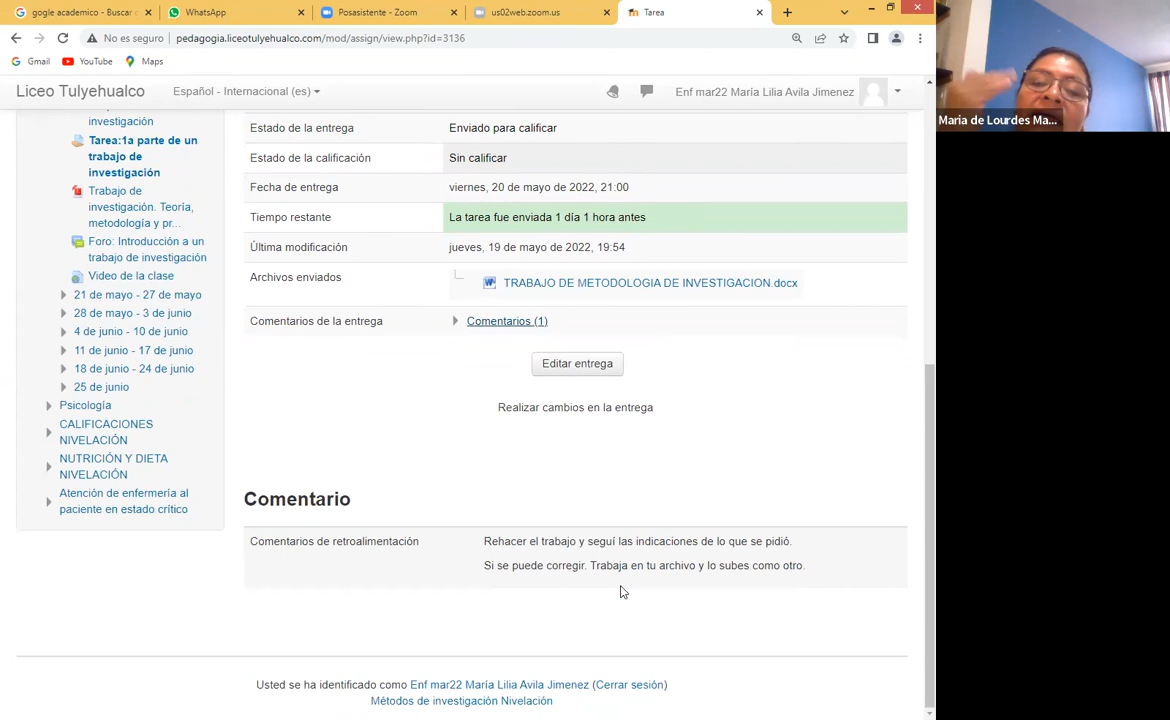 gogle academico - Buscar c
WhatsApp
Posasistente - Zoom
us02web.zoom.us
Tarea
No es seguro
pedagogia.liceotulyehualco.com/mod/assign/view.php?id=3136
Gmail
YouTube
Maps
Liceo Tulyehualco
Español - Internacional (es)
Enf mar22 María Lilia Avila Jimenez
investigación
Tarea:1a parte de un
trabajo de
investigación
Trabajo de
investigación. Teoría,
metodología y pr...
Foro: Introducción a un
trabajo de investigación
Video de la clase
21 de mayo - 27 de mayo
28 de mayo - 3 de junio
4 de junio - 10 de junio
11 de junio - 17 de junio
18 de junio - 24 de junio
25 de junio
Psicología
CALIFICACIONES
NIVELACIÓN
NUTRICIÓN Y DIETA
NIVELACIÓN
Atención de enfermería al
paciente en estado crítico
Estado de la entrega
Enviado para calificar
Estado de la calificación
Sin calificar
Fecha de entrega
viernes, 20 de mayo de 2022, 21:00
Tiempo restante
La tarea fue enviada 1 día 1 hora antes
Última modificación
jueves, 19 de mayo de 2022, 19:54
Archivos enviados
TRABAJO DE METODOLOGIA DE INVESTIGACION.docx
Comentarios de la entrega
Comentarios (1)
Editar entrega
Realizar cambios en la entrega
Comentario
Comentarios de retroalimentación
Rehacer el trabajo y seguí las indicaciones de lo que se pidió.
Si se puede corregir. Trabaja en tu archivo y lo subes como otro.
Usted se ha identificado como Enf mar22 María Lilia Avila Jimenez (Cerrar sesión)
Métodos de investigación Nivelación
Maria de Lourdes Ma...